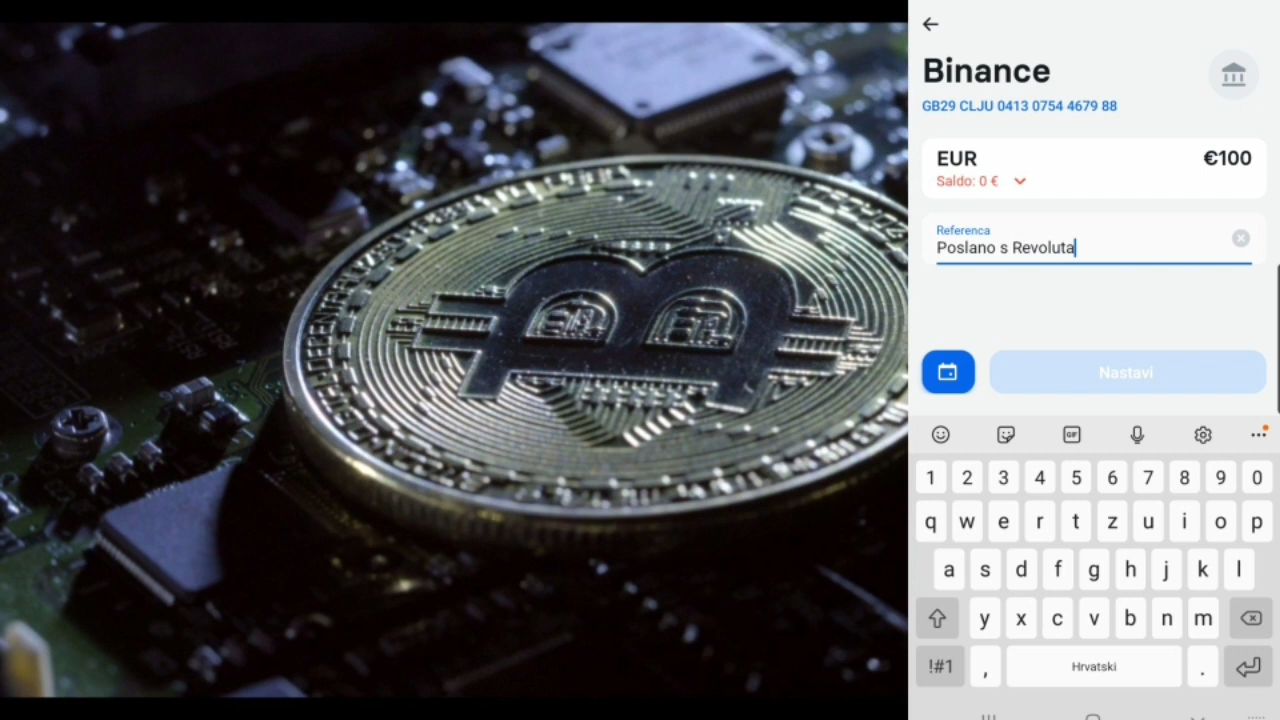 Binance
GB29 CLJU 0413 0754 4679 88
EUR
€100
Saldo: 0 €
Referenca
Poslano s Revoluta
Nastavi
GIF
1 2 3 4 5 6 7 8 9 0
q w e r t z u i o p
a s d f g h j k l
y x c v b n m
!#1 , Hrvatski .